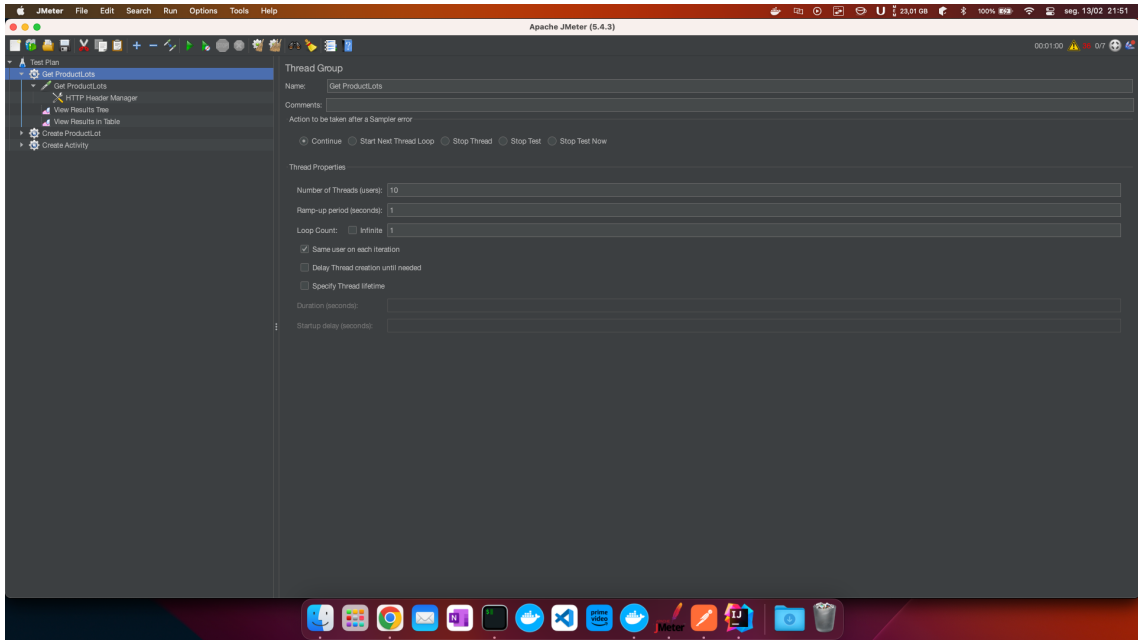 JMeter File Edit Search Run Options Tools Help
U 23,01 GB 100% seg. 13/02 21:51
Apache JMeter (5.4.3)
00:01:00 0/7
Test Plan
Get ProductLots
Get ProductLots
HTTP Header Manager
View Results Tree
View Results in Table
Create ProductLot
Create Activity
Thread Group
Name: Get ProductLots
Comments:
Action to be taken after a Sampler error
Continue Start Next Thread Loop Stop Thread Stop Test Stop Test Now
Thread Properties
Number of Threads (users): 10
Ramp-up period (seconds): 1
Loop Count: Infinite 1
Same user on each iteration
Delay Thread creation until needed
Specify Thread lifetime
Duration (seconds):
Startup delay (seconds):
N prime video JMeter IJ